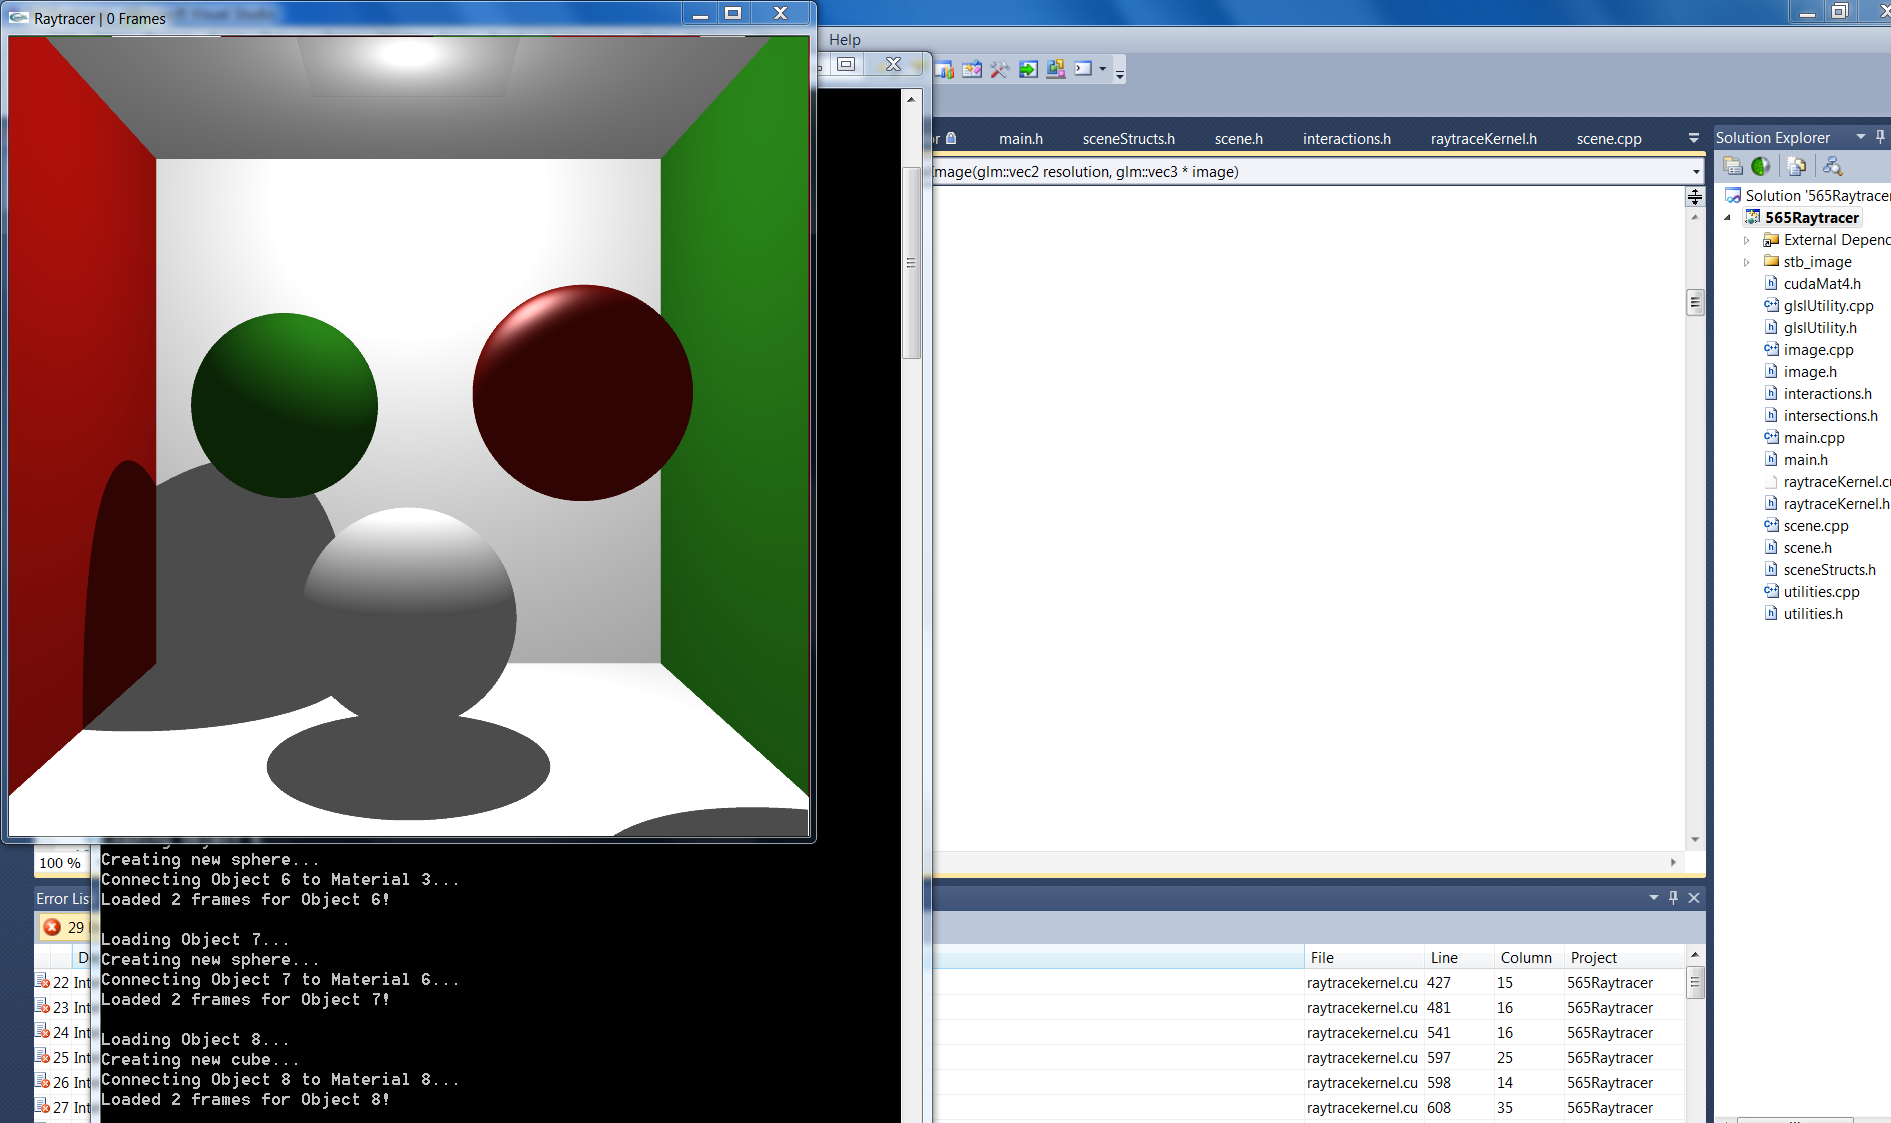 Raytracer | 0 Frames
Help
main.h
sceneStructs.h
scene.h
interactions.h
raytraceKernel.h
scene.cpp
(glm::vec2 resolution, glm::vec3 * image)
Solution Explorer
Solution '565Raytracer
565Raytracer
External Depenc
stb_image
cudaMat4.h
glslUtility.cpp
glslUtility.h
image.cpp
image.h
interactions.h
intersections.h
main.cpp
main.h
raytraceKernel.cu
raytraceKernel.h
scene.cpp
scene.h
sceneStructs.h
utilities.cpp
utilities.h
100 %
Creating new sphere...
Connecting Object 6 to Material 3...
Loaded 2 frames for Object 6!
Loading Object 7...
Creating new sphere...
Connecting Object 7 to Material 6...
Loaded 2 frames for Object 7!
Loading Object 8...
Creating new cube...
Connecting Object 8 to Material 8...
Loaded 2 frames for Object 8!
Error Lis
29
File Line Column Project
22 Int raytracekernel.cu 427 15 565Raytracer
23 Int raytracekernel.cu 481 16 565Raytracer
24 Int raytracekernel.cu 541 16 565Raytracer
25 Int raytracekernel.cu 597 25 565Raytracer
26 Int raytracekernel.cu 598 14 565Raytracer
27 Int raytracekernel.cu 608 35 565Raytracer